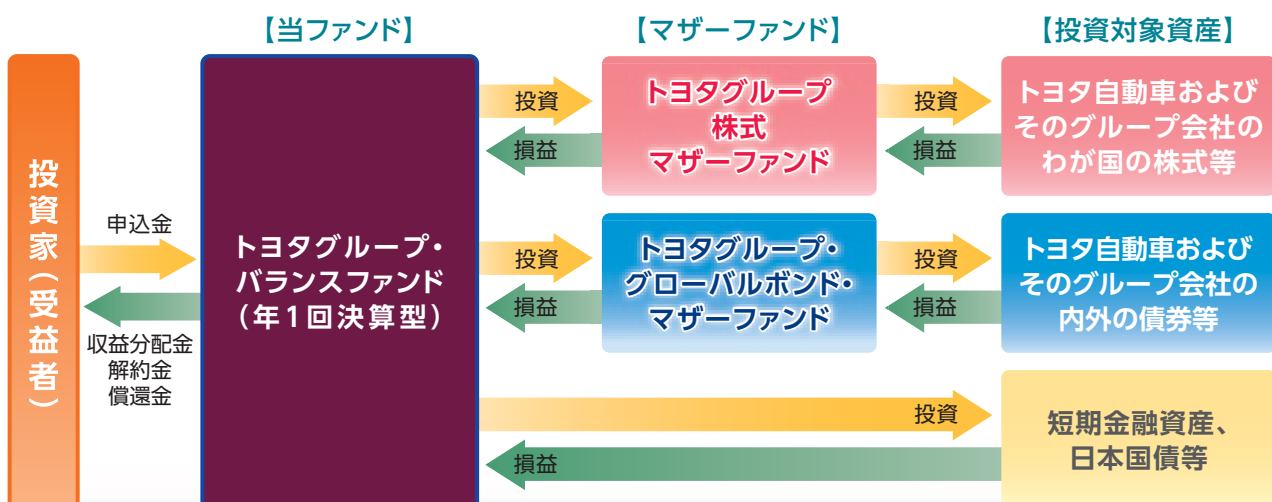 【当ファンド】
【マザーファンド】
【投資対象資産】
投資家（受益者）
申込金
収益分配金
解約金
償還金
トヨタグループ・
バランスファンド
（年1回決算型）
投資
損益
トヨタグループ
株式
マザーファンド
投資
損益
トヨタ自動車および
そのグループ会社の
わが国の株式等
投資
損益
トヨタグループ・
グローバルボンド・
マザーファンド
投資
損益
トヨタ自動車および
そのグループ会社の
内外の債券等
投資
損益
短期金融資産、
日本国債等